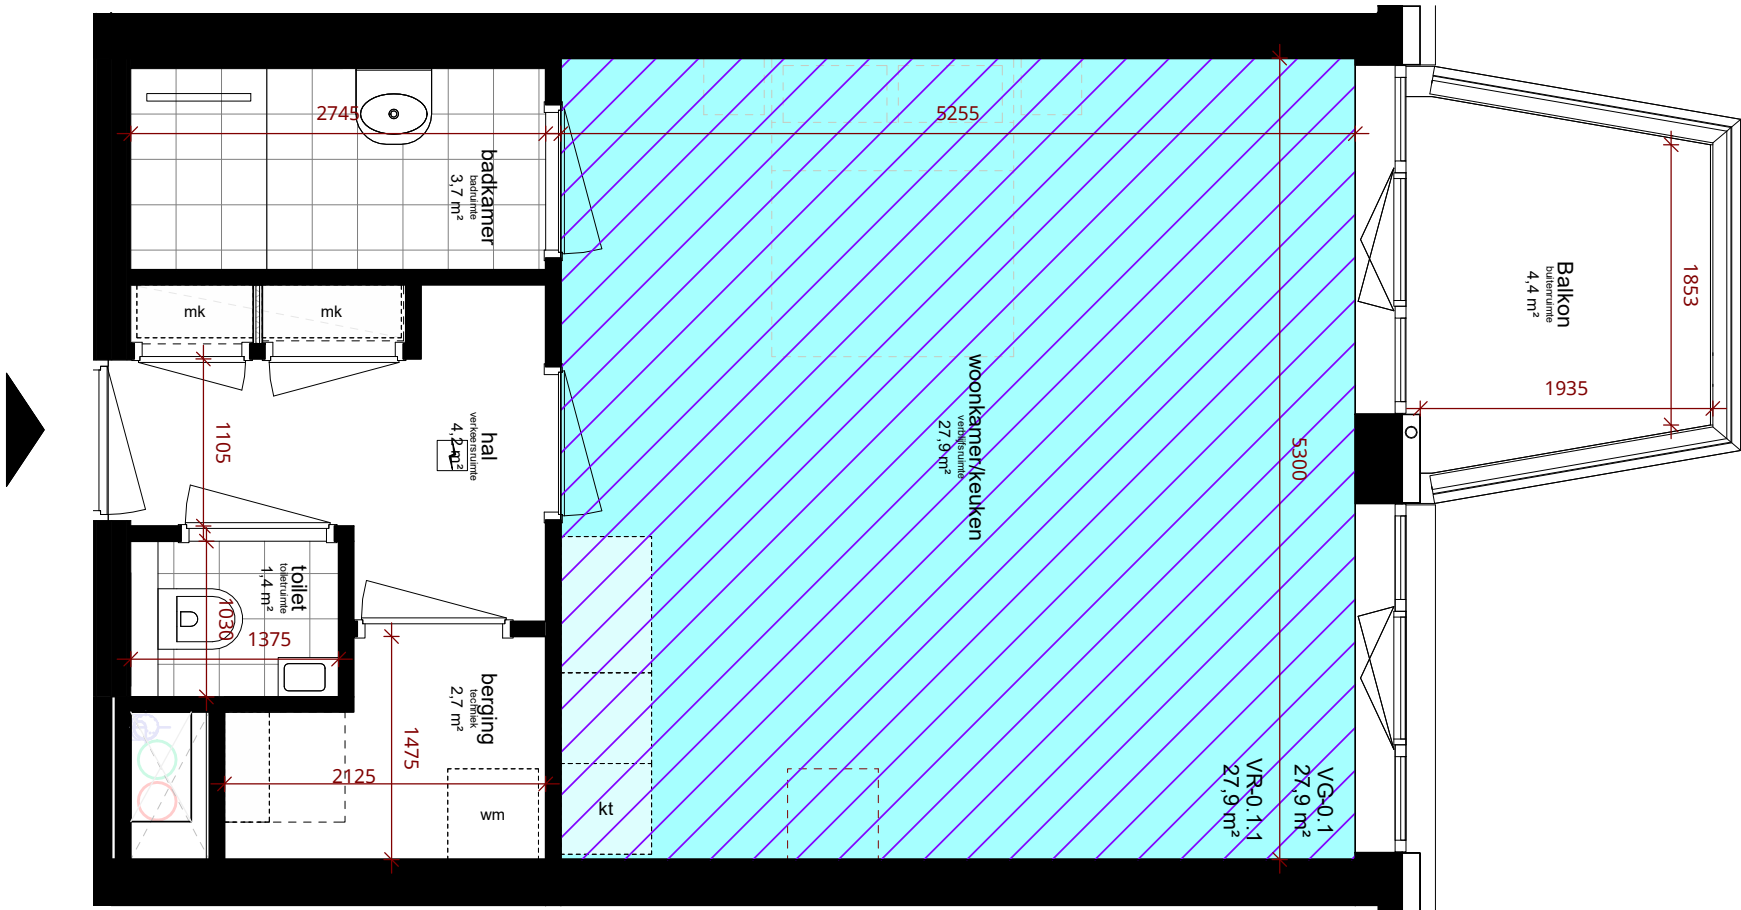 2745
5255
badkamer
badruimte
3,7 m²
mk
mk
1105
hal
verkeersruimte
4,2 m²
woonkamer/keuken
verblijfsruimte
27,9 m²
5300
Balkon
buitenruimte
4,4 m²
1853
1935
toilet
toiletruimte
1,4 m²
1030
1375
berging
techniek
2,7 m²
1475
2125
wm
kt
VG-0.1
27,9 m²
VR-0.1.1
27,9 m²